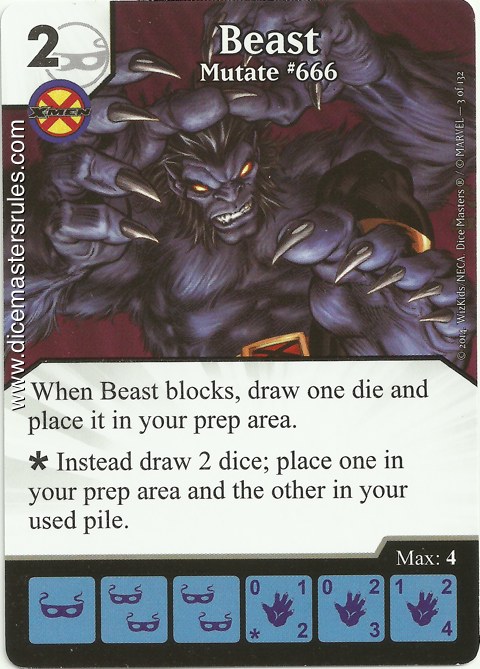 2
Beast
Mutate #666
X-MEN
www.dicemastersrules.com
© 2014 WizKids/NECA Dice Masters ® / © MARVEL—3 of 132
When Beast blocks, draw one die and
place it in your prep area.
* Instead draw 2 dice; place one in
your prep area and the other in your
used pile.
Max: 4
0 1
* 2
0 2
3
1 2
4